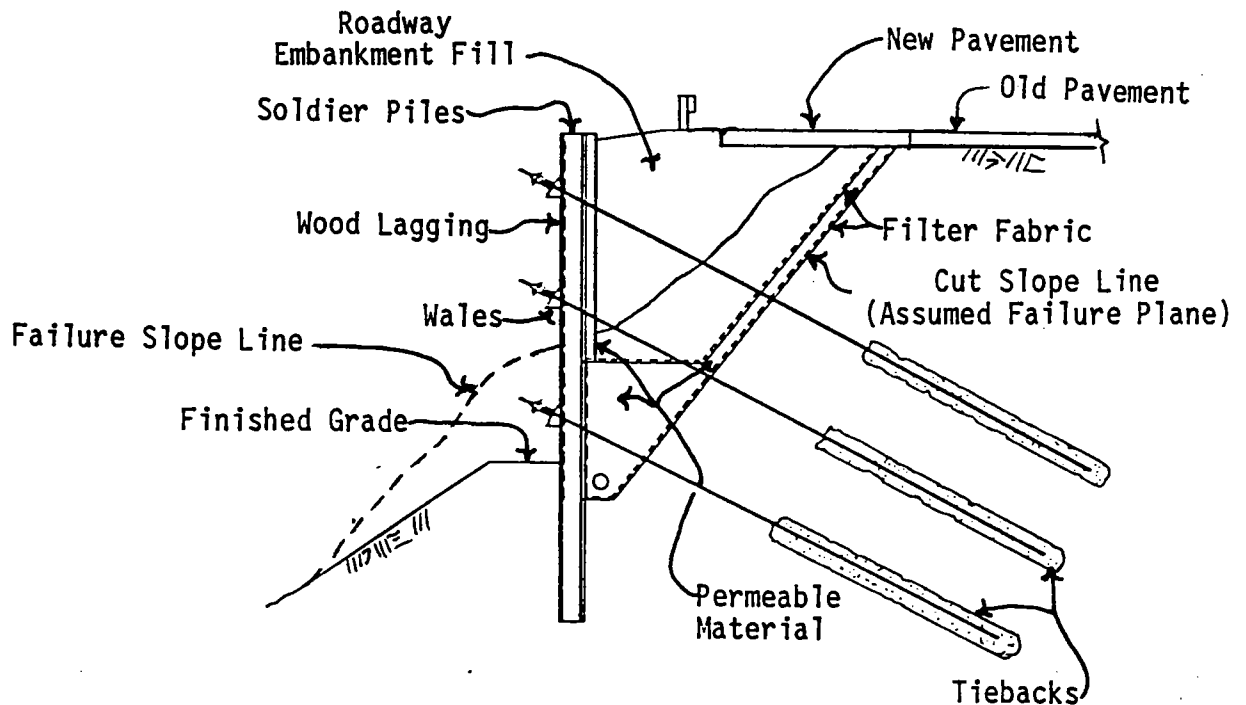 Roadway
Embankment Fill
New Pavement
Soldier Piles
Old Pavement
Wood Lagging
Filter Fabric
Cut Slope Line
(Assumed Failure Plane)
Wales
Failure Slope Line
Finished Grade
Permeable
Material
Tiebacks